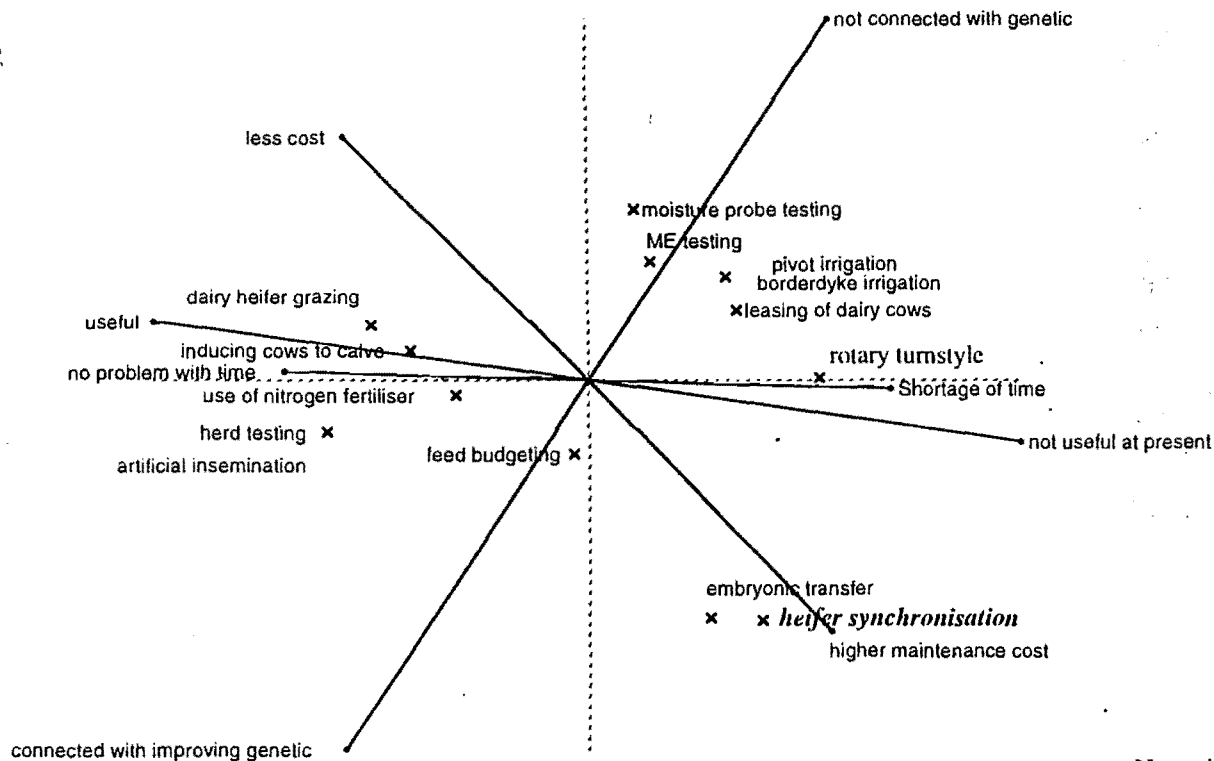 not connected with genetic
less cost
moisture probe testing
ME testing
pivot irrigation
borderdyke irrigation
leasing of dairy cows
dairy heifer grazing
useful
inducing cows to calve
no problem with time
rotary turnstyle
Shortage of time
use of nitrogen fertiliser
herd testing
artificial insemination
feed budgeting
not useful at present
embryonic transfer
heifer synchronisation
higher maintenance cost
connected with improving genetic